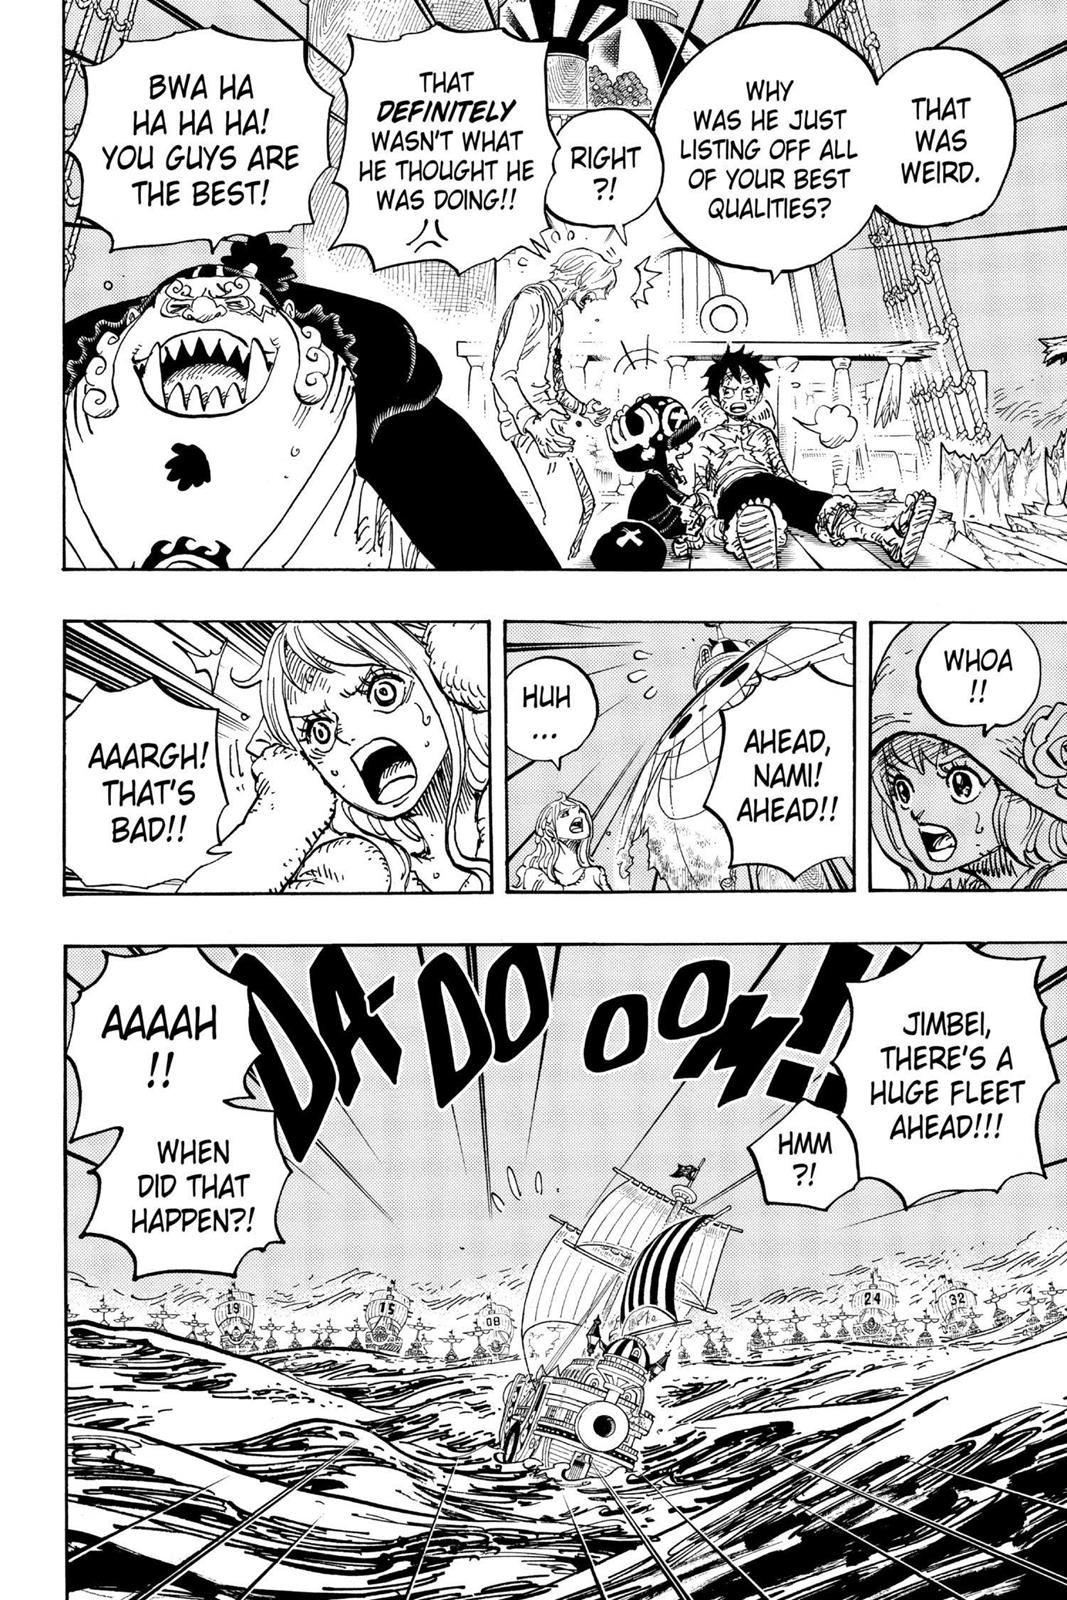 THAT
WAS
WEIRD.
WHY
WAS HE JUST
LISTING OFF ALL
OF YOUR BEST
QUALITIES?
RIGHT
?!
THAT
DEFINITELY
WASN'T WHAT
HE THOUGHT HE
WAS DOING!!
BWA HA
HA HA HA!
YOU GUYS ARE
THE BEST!
WHOA
!!
AHEAD,
NAMI!
AHEAD!!
HUH
...
AAARGH!
THAT'S
BAD!!
JIMBEI,
THERE'S A
HUGE FLEET
AHEAD!!!
HMM
?!
DA-DOOOOM!!
AAAAH
!!
WHEN
DID THAT
HAPPEN?!
19
15
08
24
32